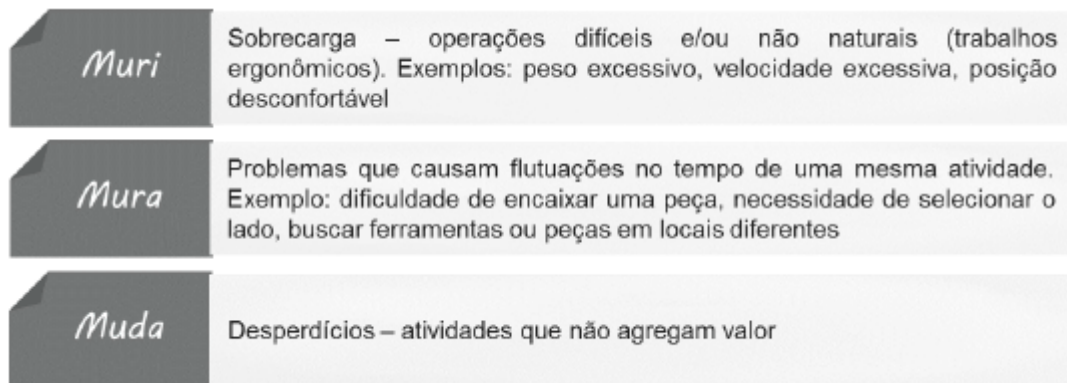 Muri
Sobrecarga – operações difíceis e/ou não naturais (trabalhos
ergonômicos). Exemplos: peso excessivo, velocidade excessiva, posição
desconfortável
Mura
Problemas que causam flutuações no tempo de uma mesma atividade.
Exemplo: dificuldade de encaixar uma peça, necessidade de selecionar o
lado, buscar ferramentas ou peças em locais diferentes
Muda
Desperdícios – atividades que não agregam valor